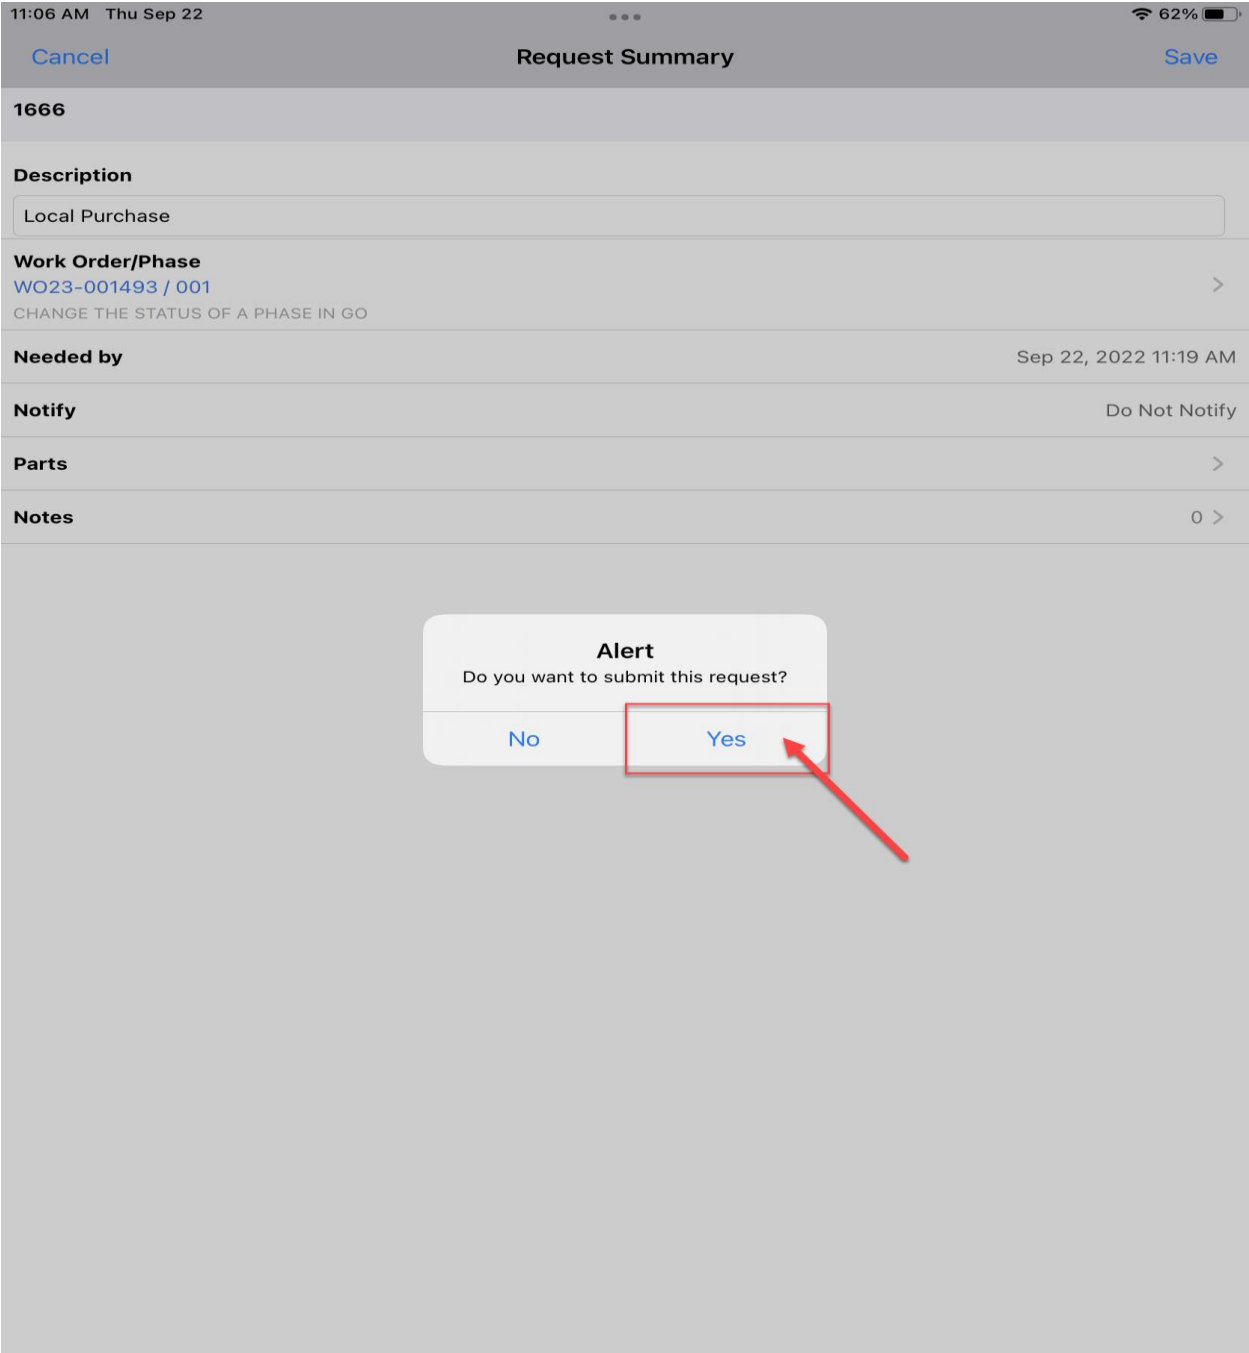 11:06 AM Thu Sep 22 62%
Cancel Request Summary Save
1666
Description
Local Purchase
Work Order/Phase
WO23-001493 / 001
CHANGE THE STATUS OF A PHASE IN GO
Needed by Sep 22, 2022 11:19 AM
Notify Do Not Notify
Parts
Notes 0
Alert
Do you want to submit this request?
No Yes